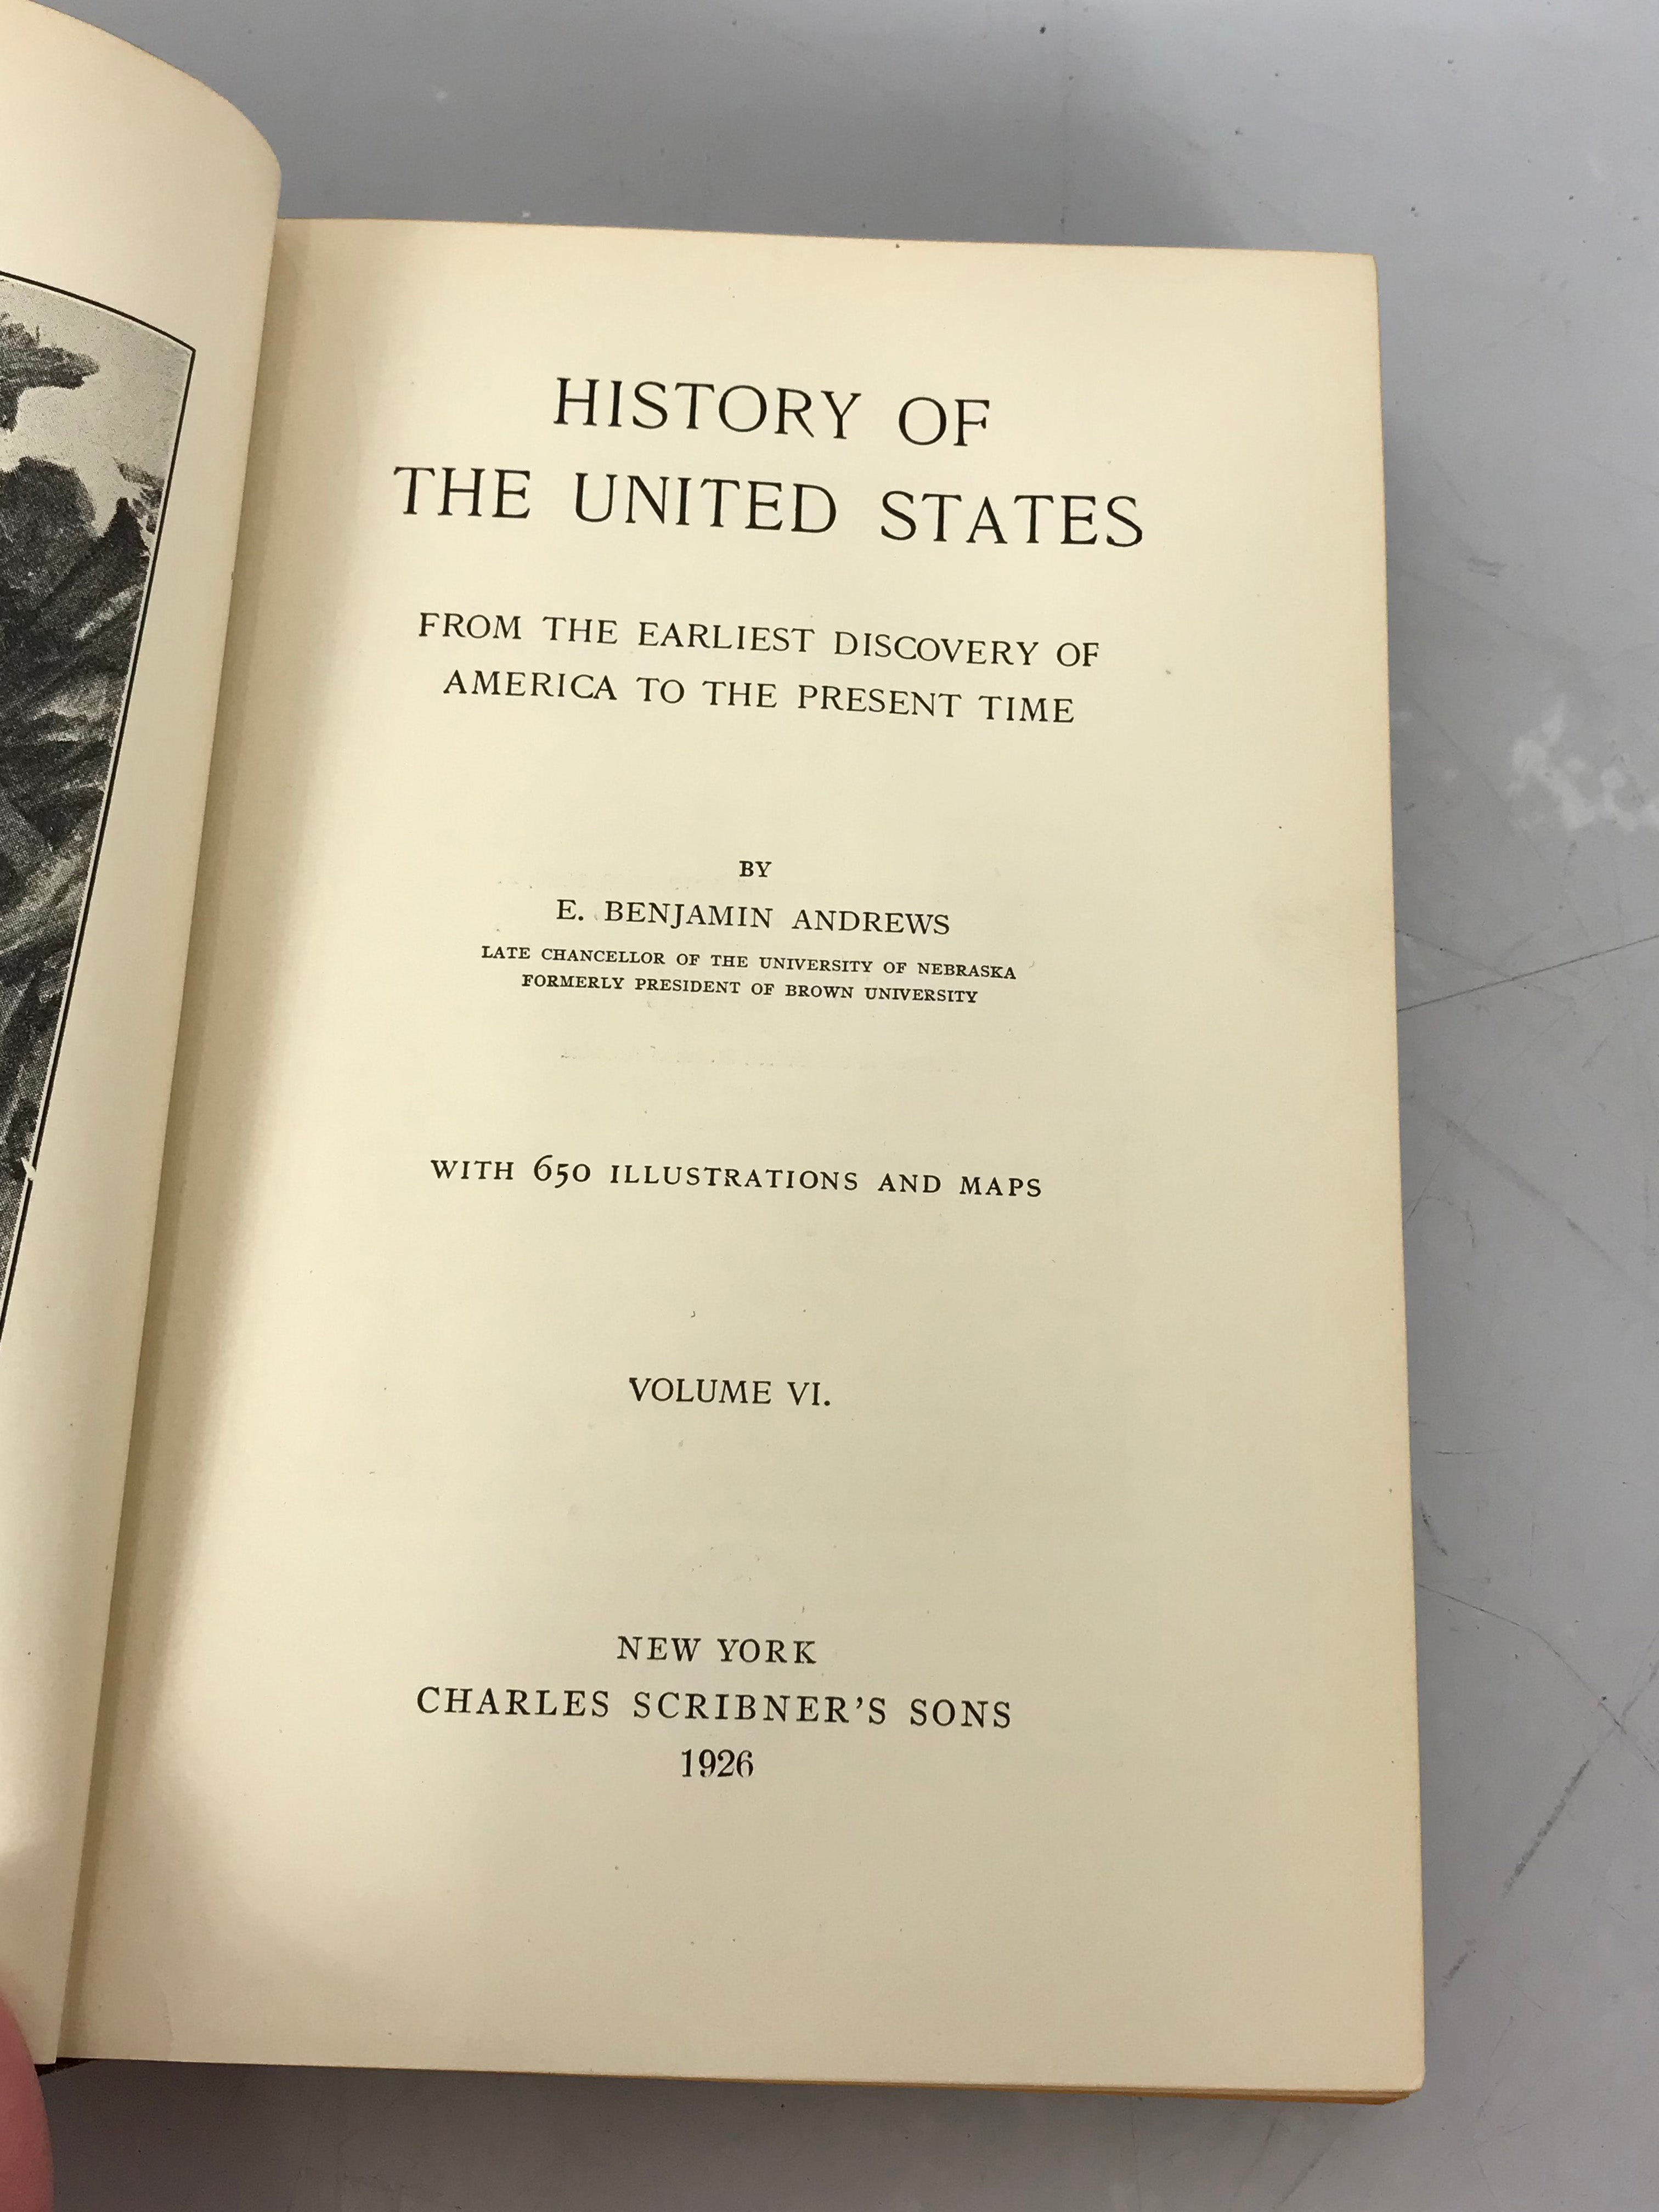 HISTORY OF
THE UNITED STATES
FROM THE EARLIEST DISCOVERY OF
AMERICA TO THE PRESENT TIME
BY
E. BENJAMIN ANDREWS
LATE CHANCELLOR OF THE UNIVERSITY OF NEBRASKA
FORMERLY PRESIDENT OF BROWN UNIVERSITY
WITH 650 ILLUSTRATIONS AND MAPS
VOLUME VI.
NEW YORK
CHARLES SCRIBNER'S SONS
1926